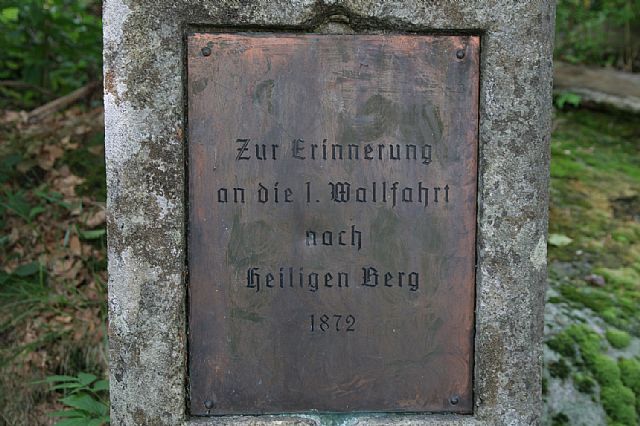 Zur Erinnerung
an die 1. Wallfahrt
nach
Heiligen Berg
1872